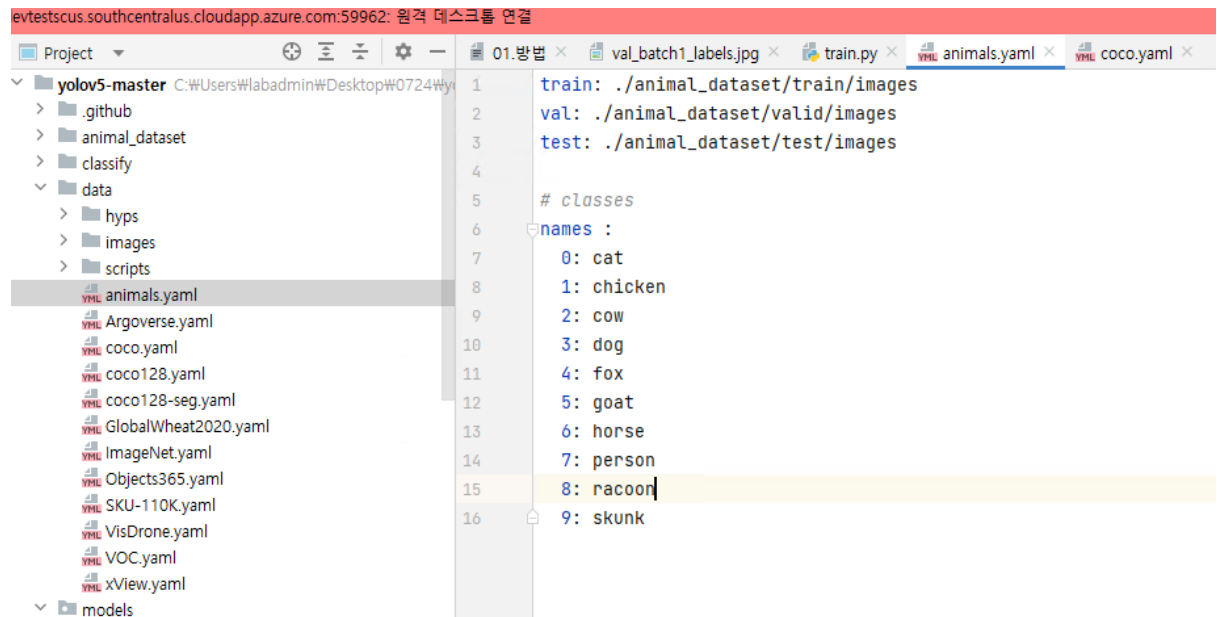 evtestscus.southcentralus.cloudapp.azure.com:59962: 원격 데스크톱 연결
Project
01.방법 val_batch1_labels.jpg train.py animals.yaml coco.yaml
yolov5-master C:₩Users₩labadmin₩Desktop₩0724₩y
.github
animal_dataset
classify
data
hyps
images
scripts
animals.yaml
Argoverse.yaml
coco.yaml
coco128.yaml
coco128-seg.yaml
GlobalWheat2020.yaml
ImageNet.yaml
Objects365.yaml
SKU-110K.yaml
VisDrone.yaml
VOC.yaml
xView.yaml
models
1 train: ./animal_dataset/train/images
2 val: ./animal_dataset/valid/images
3 test: ./animal_dataset/test/images
4
5 # classes
6 names :
7 0: cat
8 1: chicken
9 2: cow
10 3: dog
11 4: fox
12 5: goat
13 6: horse
14 7: person
15 8: racoon
16 9: skunk